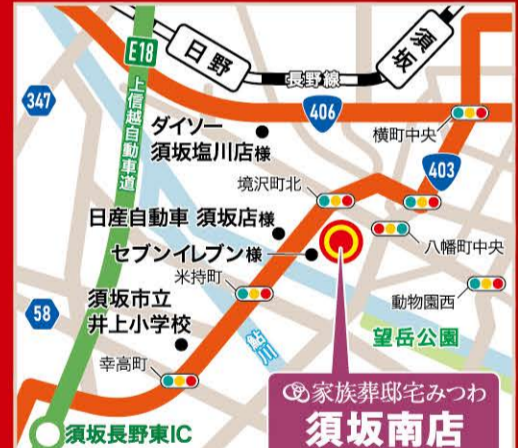 日野
須坂
長野線
E18
上信越自動車道
347
406
横町中央
ダイソー
須坂塩川店様
403
境沢町北
日産自動車 須坂店様
セブンイレブン様
八幡町中央
米持町
動物園西
58
須坂市立
井上小学校
望岳公園
鮎川
幸高町
家族葬邸宅みつわ
須坂南店
須坂長野東IC